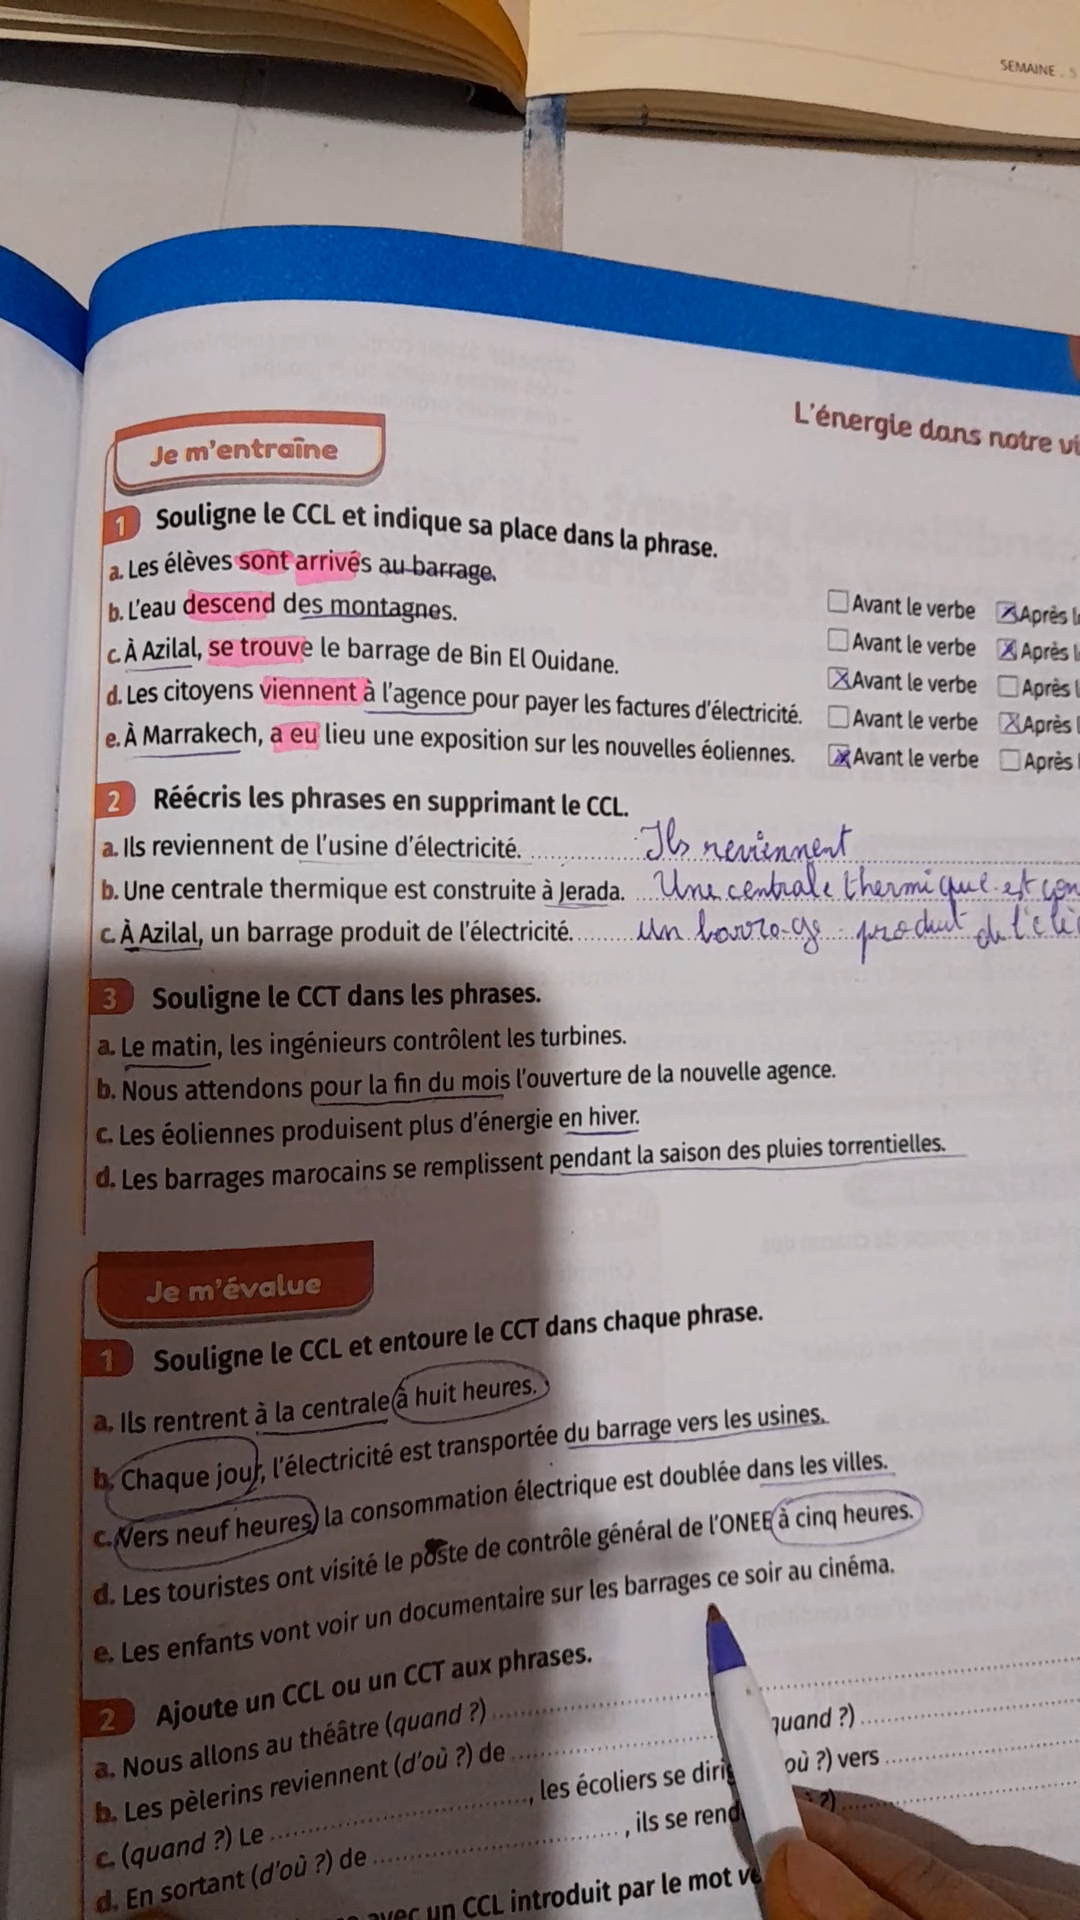 SEMAINE . 5
L'énergie dans notre vi
Je m'entraîne
1 Souligne le CCL et indique sa place dans la phrase.
a. Les élèves sont arrivés au barrage.
b. L'eau descend des montagnes. Avant le verbe Après l
c. À Azilal, se trouve le barrage de Bin El Ouidane. Avant le verbe Après l
d. Les citoyens viennent à l'agence pour payer les factures d'électricité. Avant le verbe Après l
e. À Marrakech, a eu lieu une exposition sur les nouvelles éoliennes. Avant le verbe Après l
Avant le verbe Après
2 Réécris les phrases en supprimant le CCL.
a. Ils reviennent de l'usine d'électricité. Ils reviennent
b. Une centrale thermique est construite à Jerada. Une centrale thermique est con
c. À Azilal, un barrage produit de l'électricité. Un barrage produit de l'éle
3 Souligne le CCT dans les phrases.
a. Le matin, les ingénieurs contrôlent les turbines.
b. Nous attendons pour la fin du mois l'ouverture de la nouvelle agence.
c. Les éoliennes produisent plus d'énergie en hiver.
d. Les barrages marocains se remplissent pendant la saison des pluies torrentielles.
Je m'évalue
1 Souligne le CCL et entoure le CCT dans chaque phrase.
a. Ils rentrent à la centrale à huit heures.
b. Chaque jour, l'électricité est transportée du barrage vers les usines.
c. Vers neuf heures, la consommation électrique est doublée dans les villes.
d. Les touristes ont visité le poste de contrôle général de l'ONEE à cinq heures.
e. Les enfants vont voir un documentaire sur les barrages ce soir au cinéma.
2 Ajoute un CCL ou un CCT aux phrases.
a. Nous allons au théâtre (quand ?)
b. Les pèlerins reviennent (d'où ?) de quand ?)
c. (quand ?) Le , les écoliers se diri où ?) vers
d. En sortant (d'où ?) de , ils se rend ?)
avec un CCL introduit par le mot ve